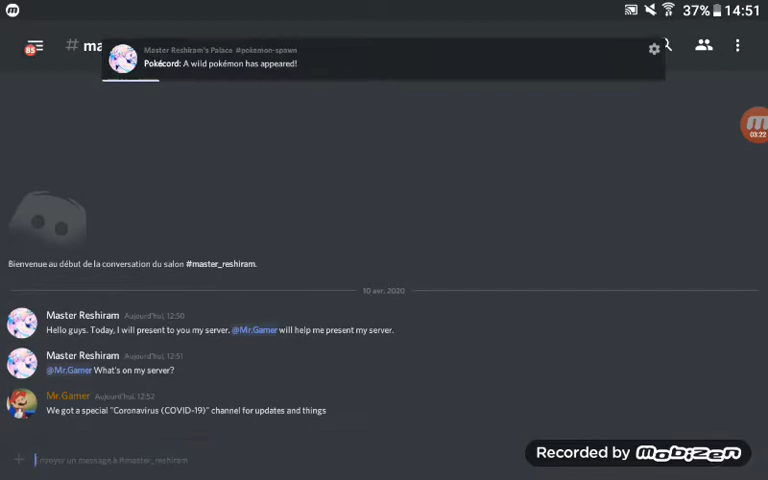 37% 14:51
85
# ma
Master Reshiram's Palace #pokemon-spawn
Pokécord: A wild pokémon has appeared!
03:22
Bienvenue au début de la conversation du salon #master_reshiram.
10 avr. 2020
Master Reshiram Aujourd'hui, 12:50
Hello guys. Today, I will present to you my server. @Mr.Gamer will help me present my server.
Master Reshiram Aujourd'hui, 12:51
@Mr.Gamer What's on my server?
Mr.Gamer Aujourd'hui, 12:52
We got a special "Coronavirus (COVID-19)" channel for updates and things
Envoyer un message à #master_reshiram
Recorded by mobizen